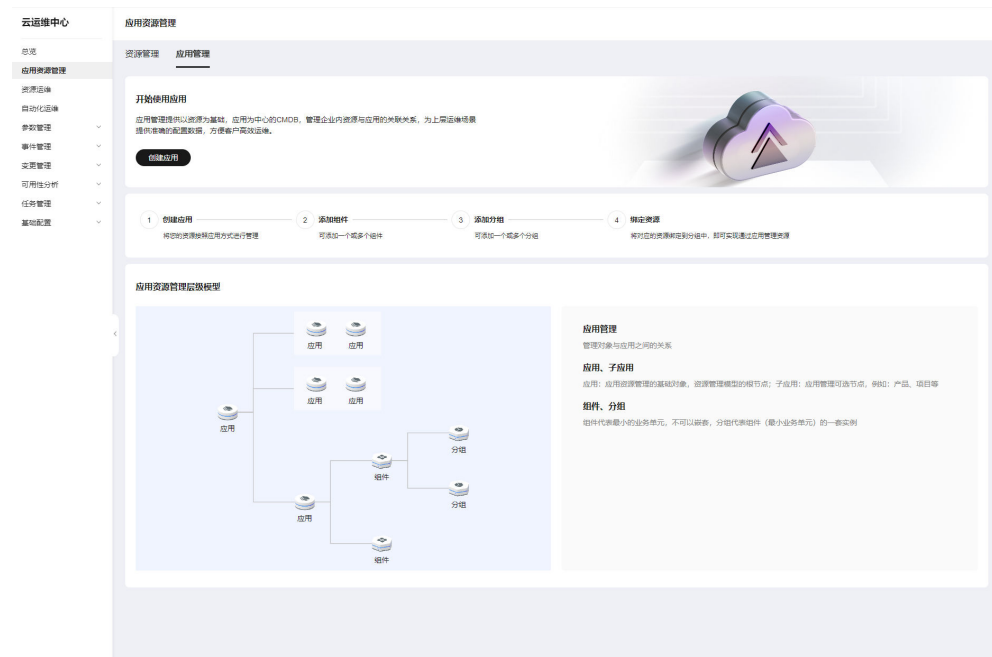 云运维中心
总览
应用资源管理
资源运维
自动化运维
参数管理
事件管理
变更管理
可用性分析
任务管理
基础配置
应用资源管理
资源管理 应用管理
开始使用应用
应用管理提供以资源为基础，应用为中心的CMDB，管理企业内资源与应用的关联关系，为上层运维场景
提供准确的配置数据，方便客户高效运维。
创建应用
1 创建应用 2 添加组件 3 添加分组 4 绑定资源
将您的资源按照应用方式进行管理 可添加一个或多个组件 可添加一个或多个分组 将对应的资源绑定到分组中，即可实现通过应用管理资源
应用资源管理层级模型
应用 应用
应用 应用
应用
分组
组件
分组
应用
组件
应用管理
管理对象与应用之间的关系
应用、子应用
应用：应用资源管理的基础对象，资源管理模型的根节点；子应用：应用管理可选节点，例如：产品、项目等
组件、分组
组件代表最小的业务单元，不可以嵌套，分组代表组件（最小业务单元）的一套实例